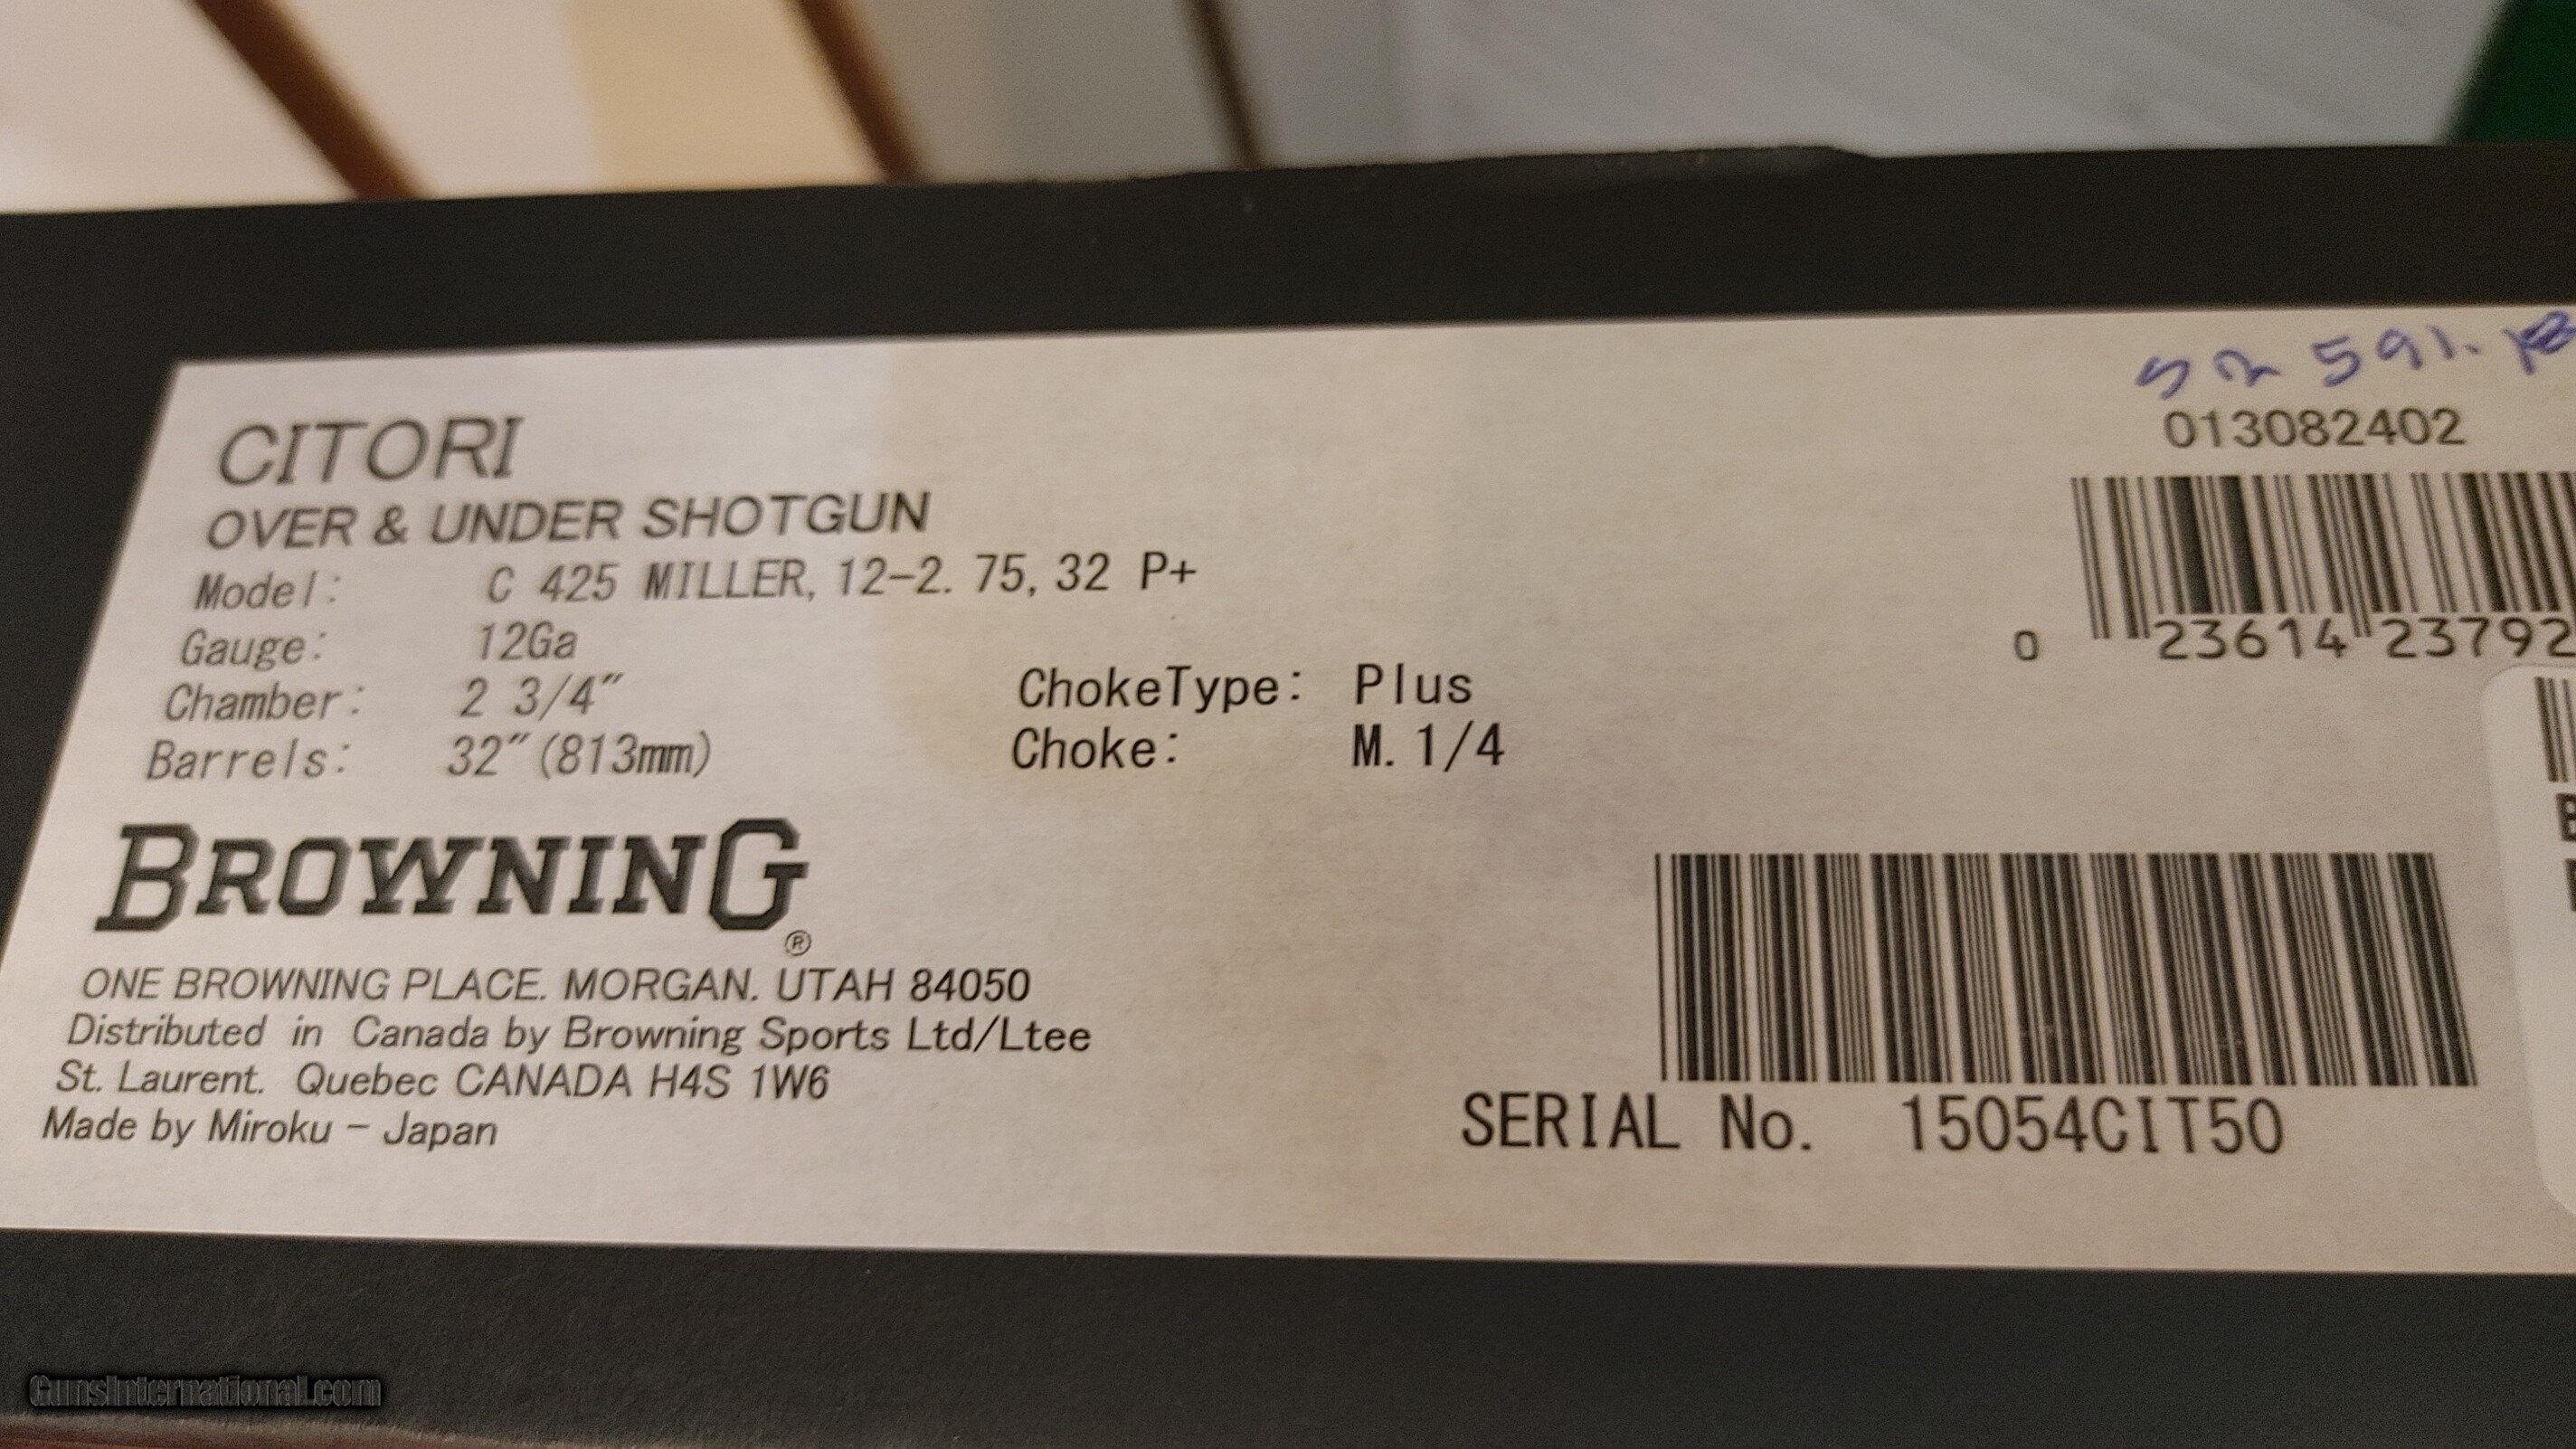 CITORI
OVER & UNDER SHOTGUN
Model: C 425 MILLER, 12-2. 75, 32 P+
Gauge: 12Ga
Chamber: 2 3/4"
Barrels: 32"(813mm)
ChokeType: Plus
Choke: M. 1/4
BROWNING®
ONE BROWNING PLACE. MORGAN. UTAH 84050
Distributed in Canada by Browning Sports Ltd/Ltee
St. Laurent. Quebec CANADA H4S 1W6
Made by Miroku - Japan
591.
013082402
0 23614 23792
SERIAL No. 15054CIT50
GunsInternational.com